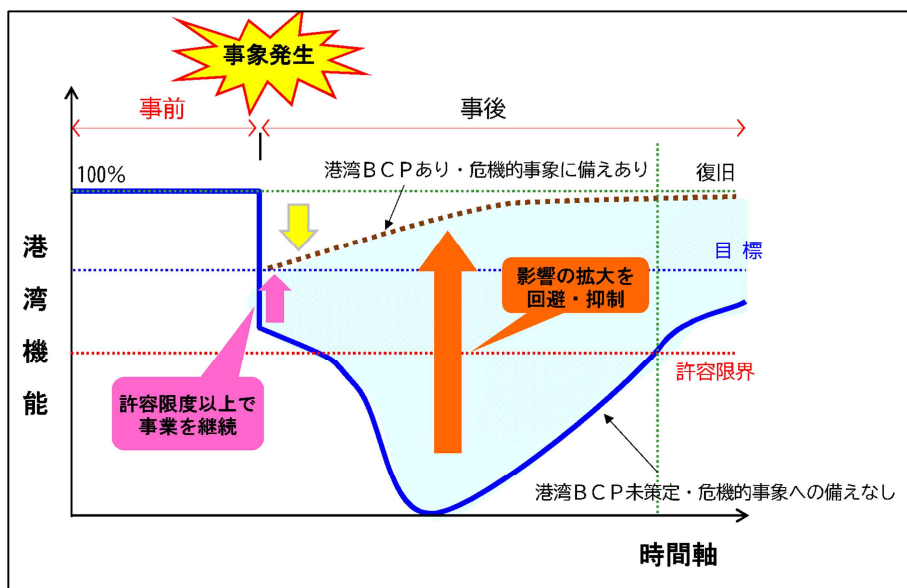 事象発生
事前
事後
港湾ＢＣＰあり・危機的事象に備えあり
100%
復旧
港湾機能
目 標
影響の拡大を
回避・抑制
許容限界
許容限度以上で
事業を継続
港湾ＢＣＰ未策定・危機的事象への備えなし
時間軸